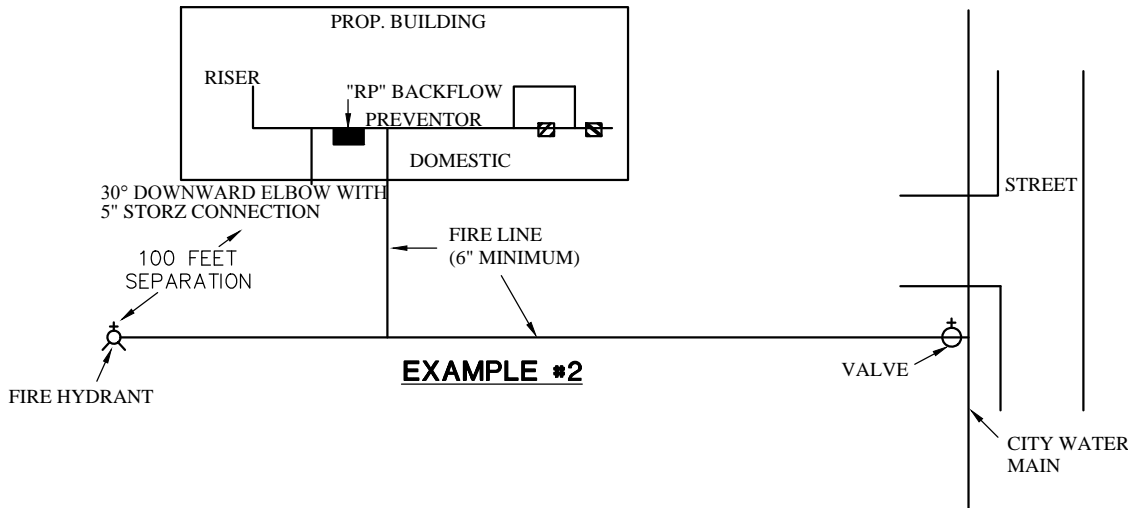 PROP. BUILDING
RISER
"RP" BACKFLOW
PREVENTOR
DOMESTIC
30° DOWNWARD ELBOW WITH
5" STORZ CONNECTION
STREET
FIRE LINE
(6" MINIMUM)
100 FEET
SEPARATION
EXAMPLE #2
VALVE
FIRE HYDRANT
CITY WATER
MAIN